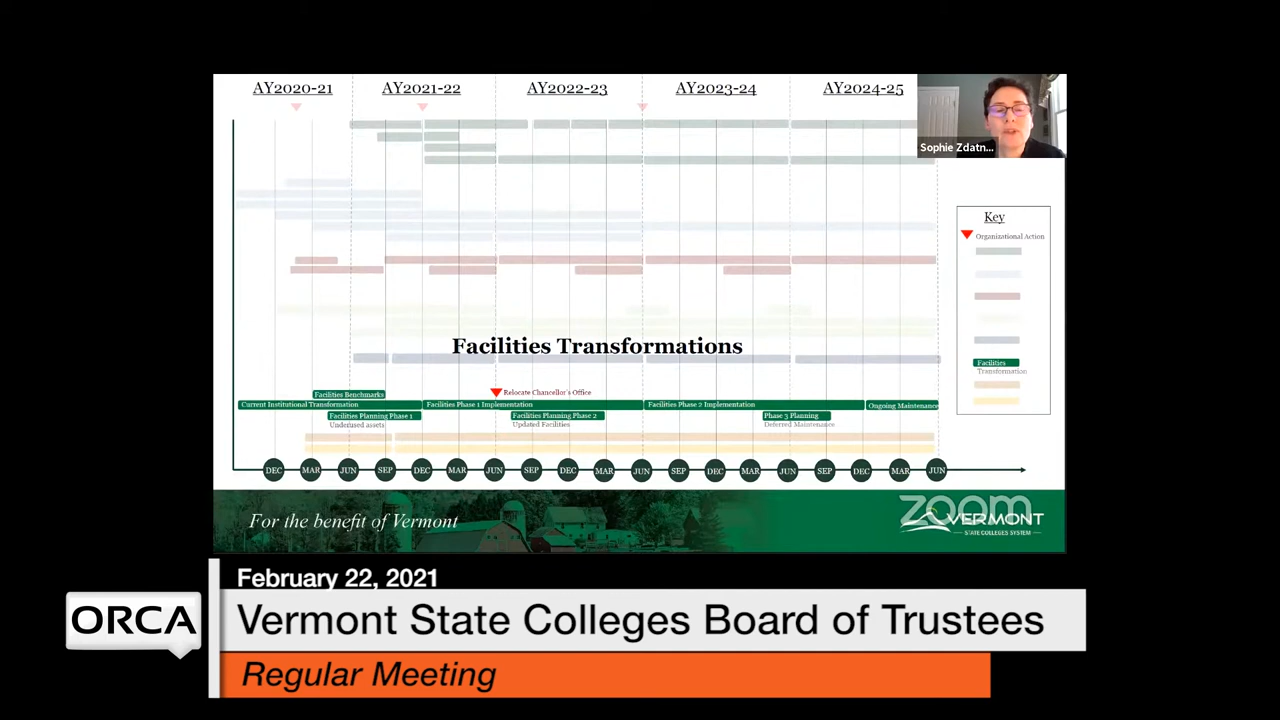 AY2020-21 AY2021-22 AY2022-23 AY2023-24 AY2024-25
Sophie Zdatn...
Key
Organizational Action
Facilities Transformations
Facilities
Transformation
Facilities Benchmarks
Relocate Chancellor's Office
Current Institutional Transformation Facilities Phase 1 Implementation Facilities Phase 2 Implementation Ongoing Maintenance
Facilities Planning Phase 1 Facilities Planning Phase 2 Phase 3 Planning
Underused assets Updated Facilities Deferred Maintenance
DEC MAR JUN SEP DEC MAR JUN SEP DEC MAR JUN SEP DEC MAR JUN SEP DEC MAR JUN
For the benefit of Vermont
zoom
VERMONT
STATE COLLEGES SYSTEM
February 22, 2021
ORCA
Vermont State Colleges Board of Trustees
Regular Meeting